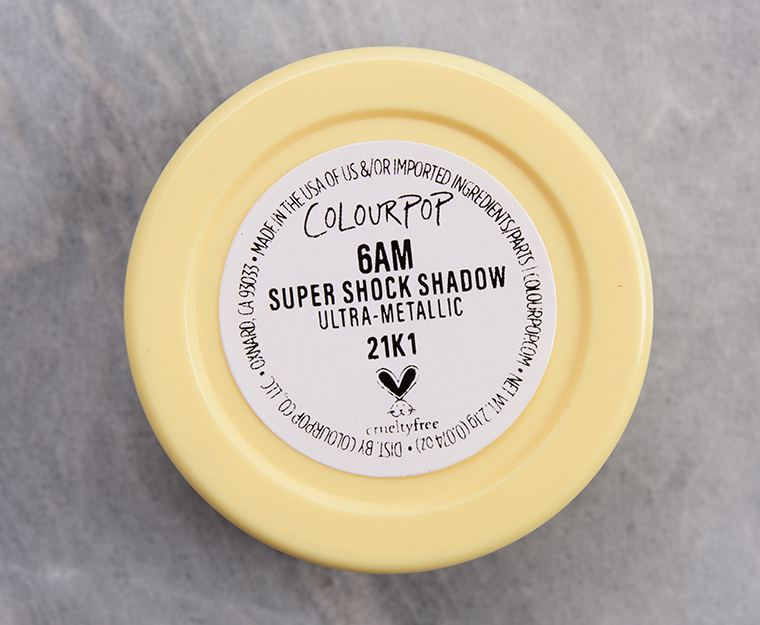 COLOURPOP
6AM
SUPER SHOCK SHADOW
ULTRA-METALLIC
21K1
crueltyfree
MADE IN THE USA OF US &/OR IMPORTED INGREDIENTS/PARTS | COLOURPOP.COM • NET WT. 2.1g (0.074 oz) • DIST. BY COLOURPOP CO., LLC • OXNARD, CA 93033 •